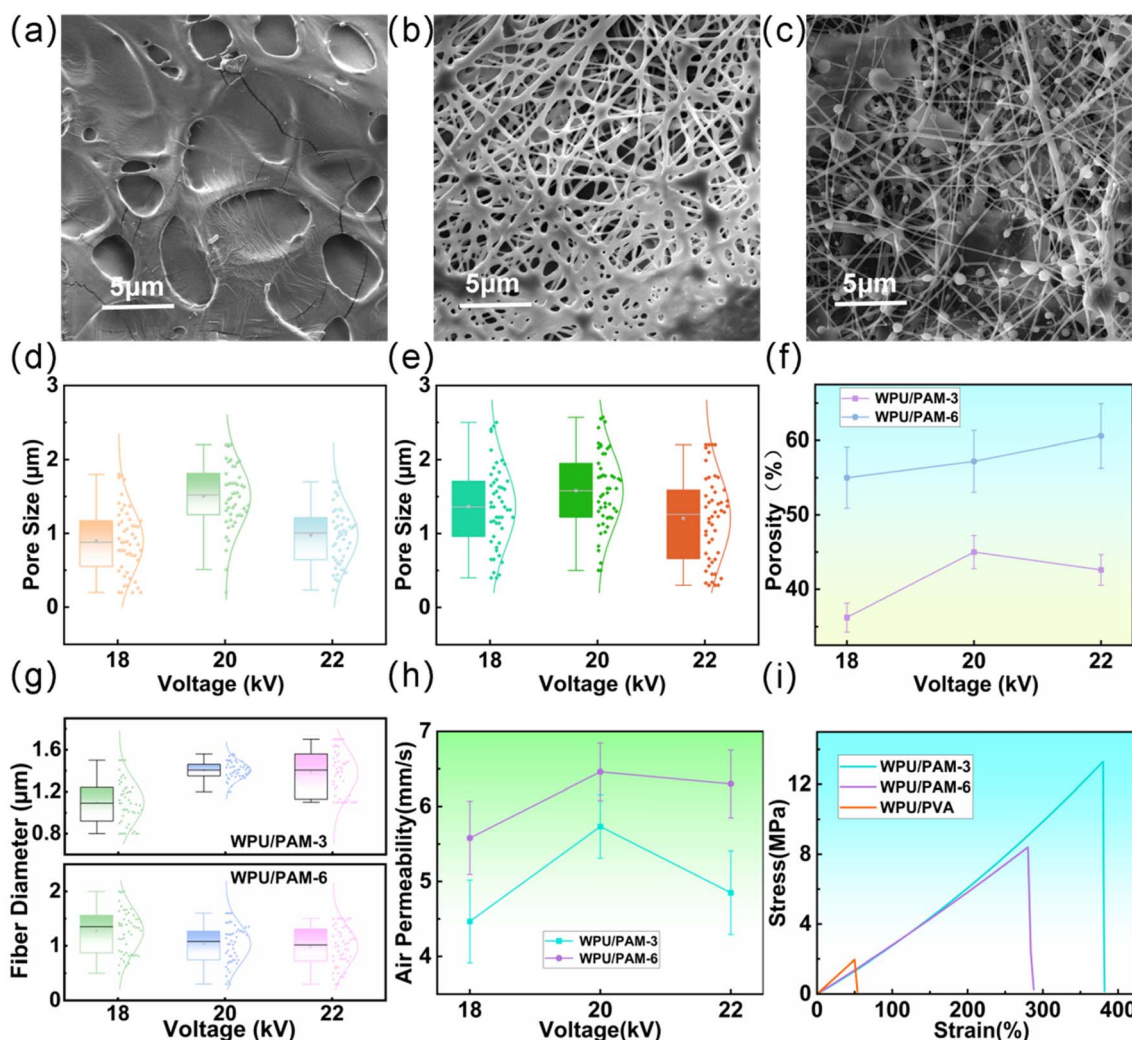 (a)
(b)
(c)
5μm
5μm
5μm
(d)
(e)
(f)
3
2
1
0
Pore Size (μm)
18
20
22
Voltage (kV)
3
2
1
0
Pore Size (μm)
18
20
22
Voltage (kV)
WPU/PAM-3
WPU/PAM-6
60
50
40
Porosity (%)
18
20
22
Voltage (kV)
(g)
(h)
(i)
1.6
1.2
0.8
WPU/PAM-3
WPU/PAM-6
2
1
0
Fiber Diameter (μm)
18
20
22
Voltage (kV)
7
6
5
4
Air Permeability(mm/s)
WPU/PAM-3
WPU/PAM-6
18
20
22
Voltage(kV)
WPU/PAM-3
WPU/PAM-6
WPU/PVA
12
8
4
0
Stress(MPa)
0
100
200
300
400
Strain(%)